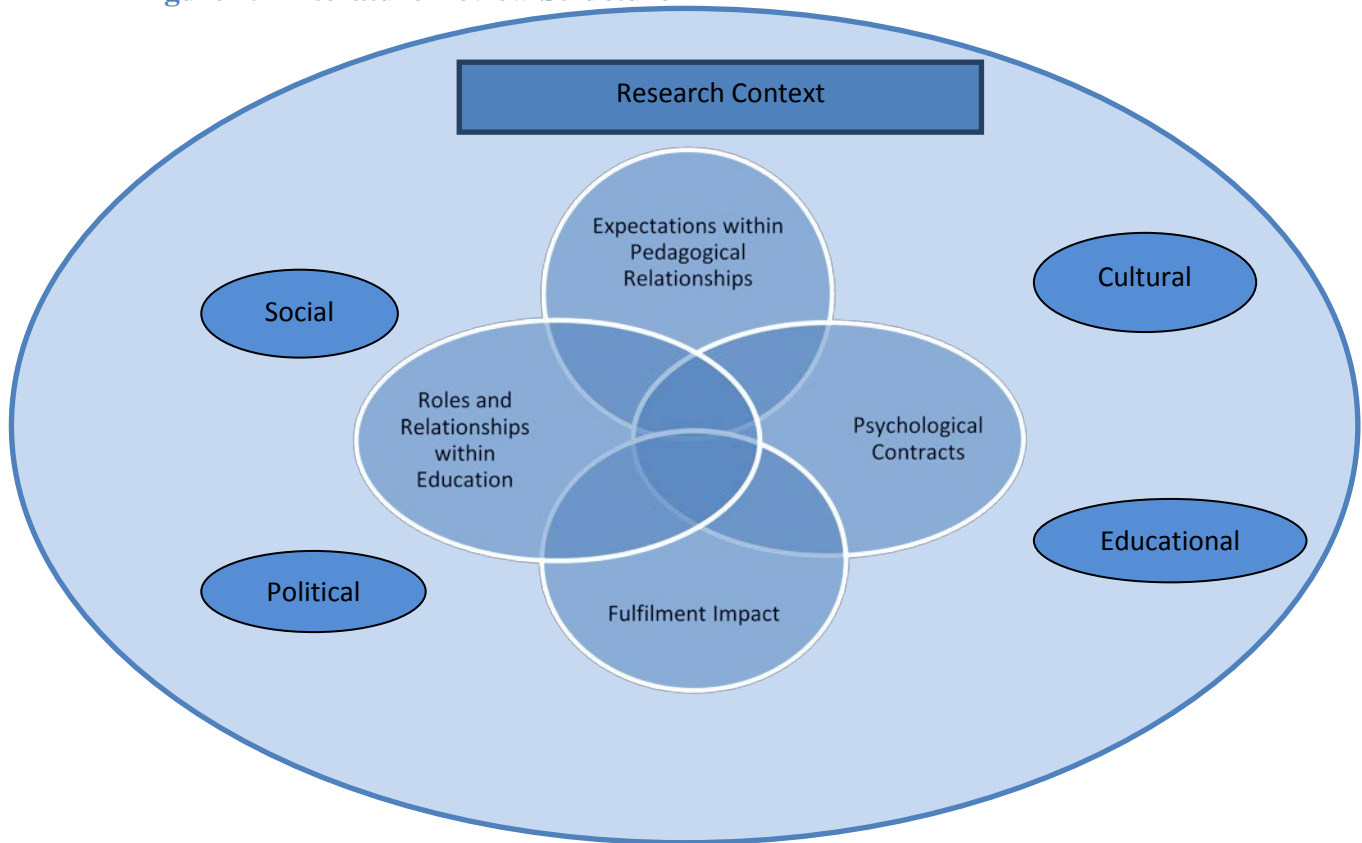 Research Context
Expectations within
Pedagogical
Relationships
Cultural
Social
Roles and
Relationships
within
Education
Psychological
Contracts
Educational
Political
Fulfilment Impact